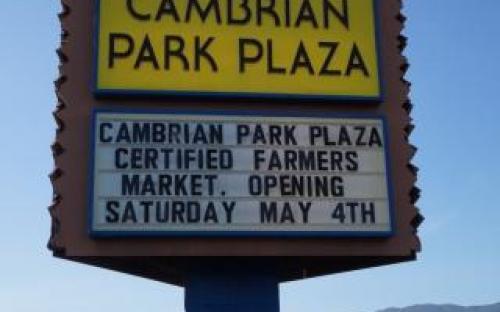 CAMBRIAN
PARK PLAZA
CAMBRIAN PARK PLAZA
CERTIFIED FARMERS
MARKET. OPENING
SATURDAY MAY 4TH